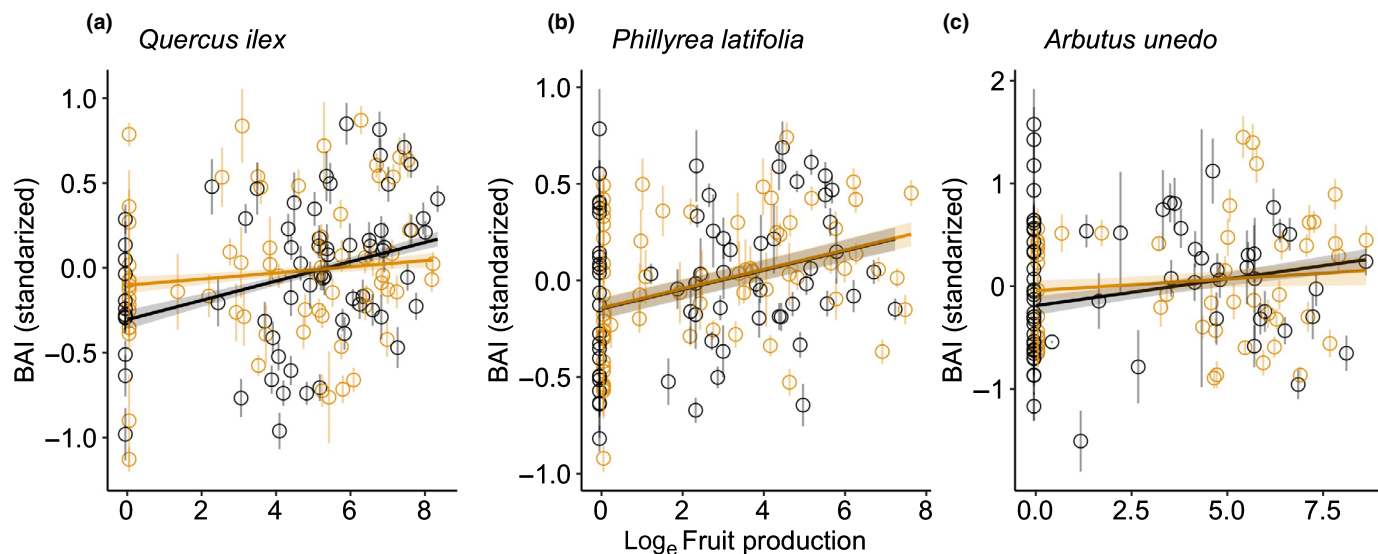 (a) Quercus ilex
(b) Phillyrea latifolia
(c) Arbutus unedo
BAI (standarized)
1.0
0.5
0.0
−0.5
−1.0
0 2 4 6 8
BAI (standarized)
1.0
0.5
0.0
−0.5
−1.0
0 2 4 6 8
Logₑ Fruit production
BAI (standarized)
2
1
0
−1
0.0 2.5 5.0 7.5